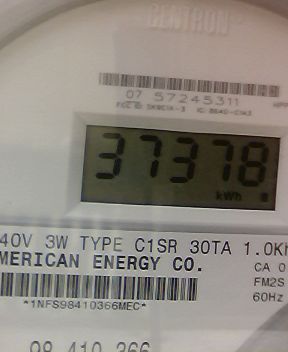 CENTRON
07 57245311
37378
kWh
40V 3W TYPE C1SR 30TA 1.0Kh
MERICAN ENERGY CO.
CA 0
FM2S
60Hz
*1NFS98410366MEC*
98 410 366